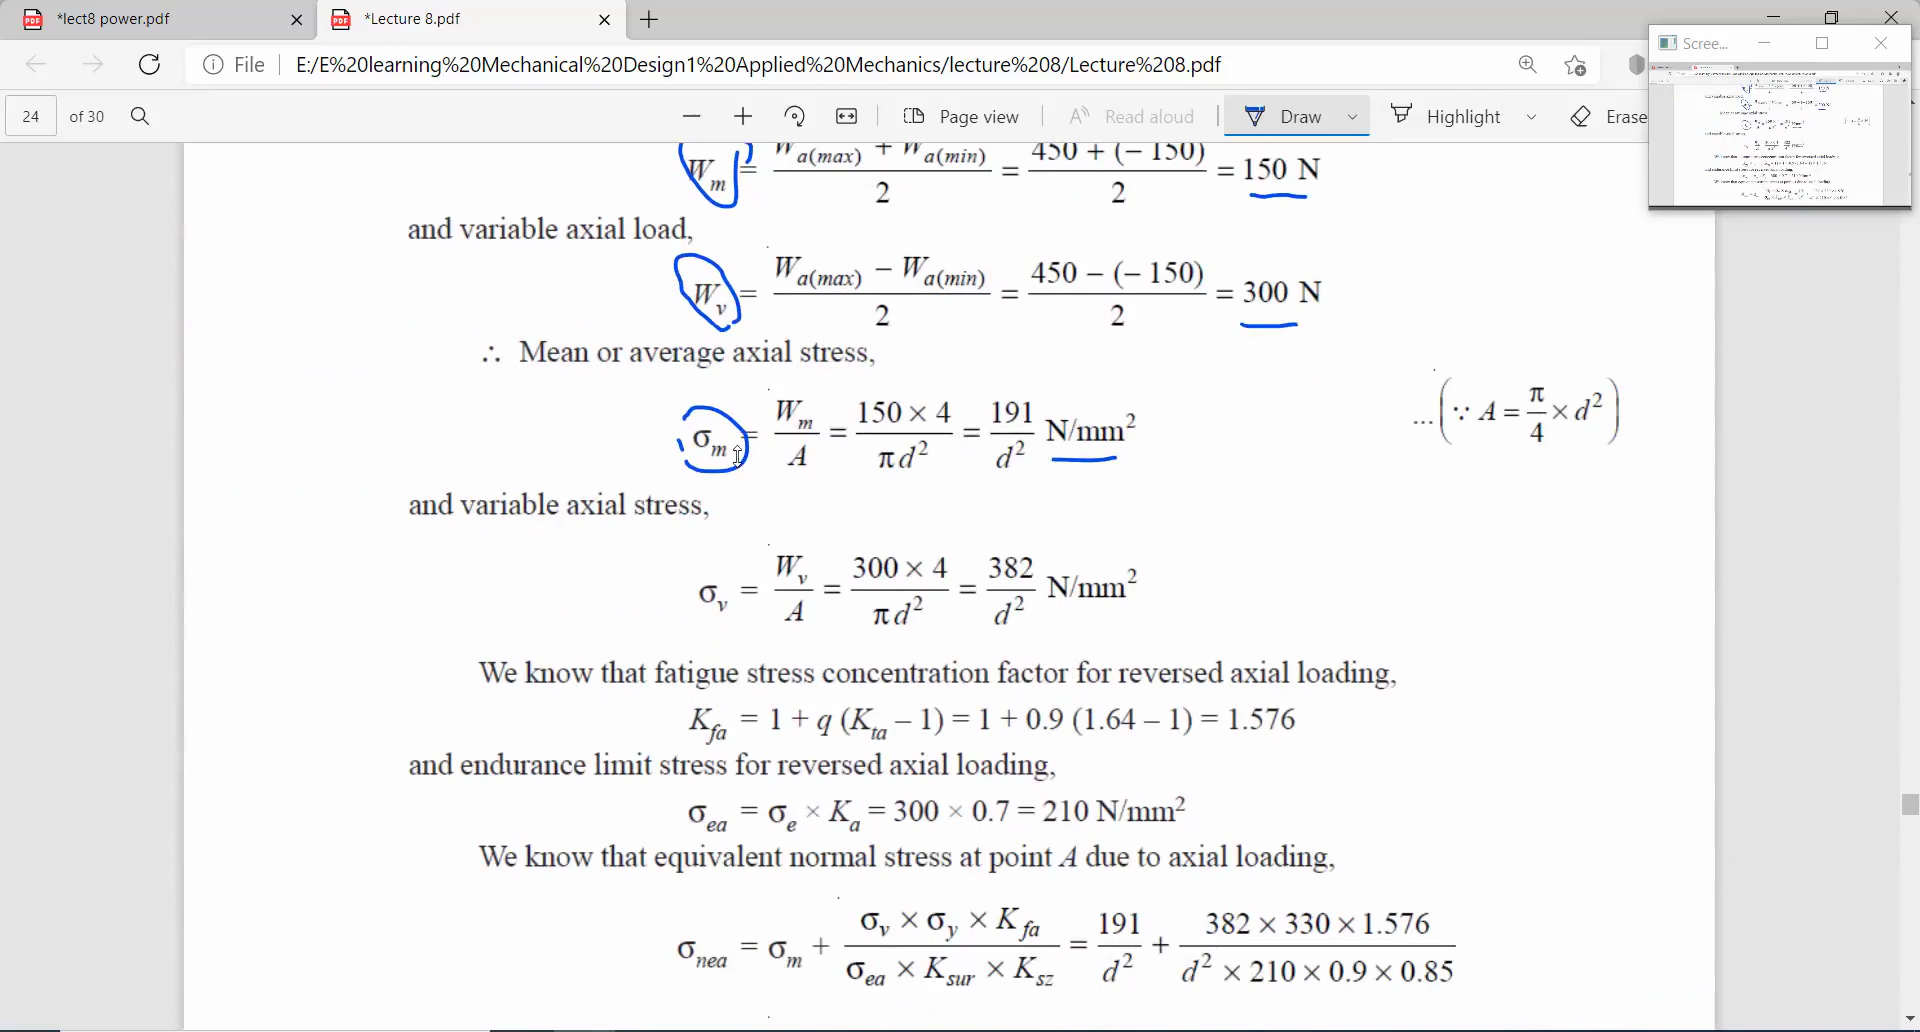 *lect8 power.pdf
*Lecture 8.pdf
File E:/E%20learning%20Mechanical%20Design1%20Applied%20Mechanics/lecture%208/Lecture%208.pdf
Scree...
24 of 30 Page view Read aloud Draw Highlight Erase
W_m = (W_a(max) + W_a(min))/2 = (450 + (– 150))/2 = 150 N
and variable axial load,
W_v = (W_a(max) – W_a(min))/2 = (450 – (– 150))/2 = 300 N
∴ Mean or average axial stress,
σ_m = W_m/A = (150 × 4)/(π d²) = 191/d² N/mm² ...(∵ A = π/4 × d²)
and variable axial stress,
σ_v = W_v/A = (300 × 4)/(π d²) = 382/d² N/mm²
We know that fatigue stress concentration factor for reversed axial loading,
K_fa = 1 + q (K_ta – 1) = 1 + 0.9 (1.64 – 1) = 1.576
and endurance limit stress for reversed axial loading,
σ_ea = σ_e × K_a = 300 × 0.7 = 210 N/mm²
We know that equivalent normal stress at point A due to axial loading,
σ_nea = σ_m + (σ_v × σ_y × K_fa)/(σ_ea × K_sur × K_sz) = 191/d² + (382 × 330 × 1.576)/(d² × 210 × 0.9 × 0.85)